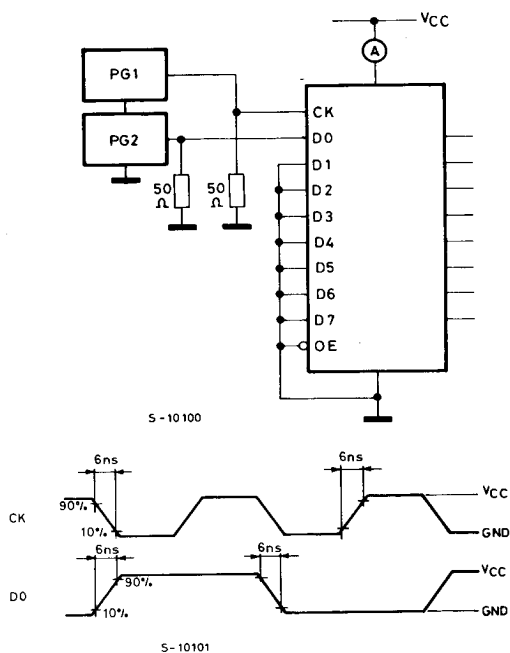 VCC
A
PG1
PG2
CK
D0
D1
D2
D3
D4
D5
D6
D7
OE
50 Ω
50 Ω
S-10100
6ns
6ns
90%
10%
CK
VCC
GND
6ns
6ns
90%
10%
D0
VCC
GND
S-10101